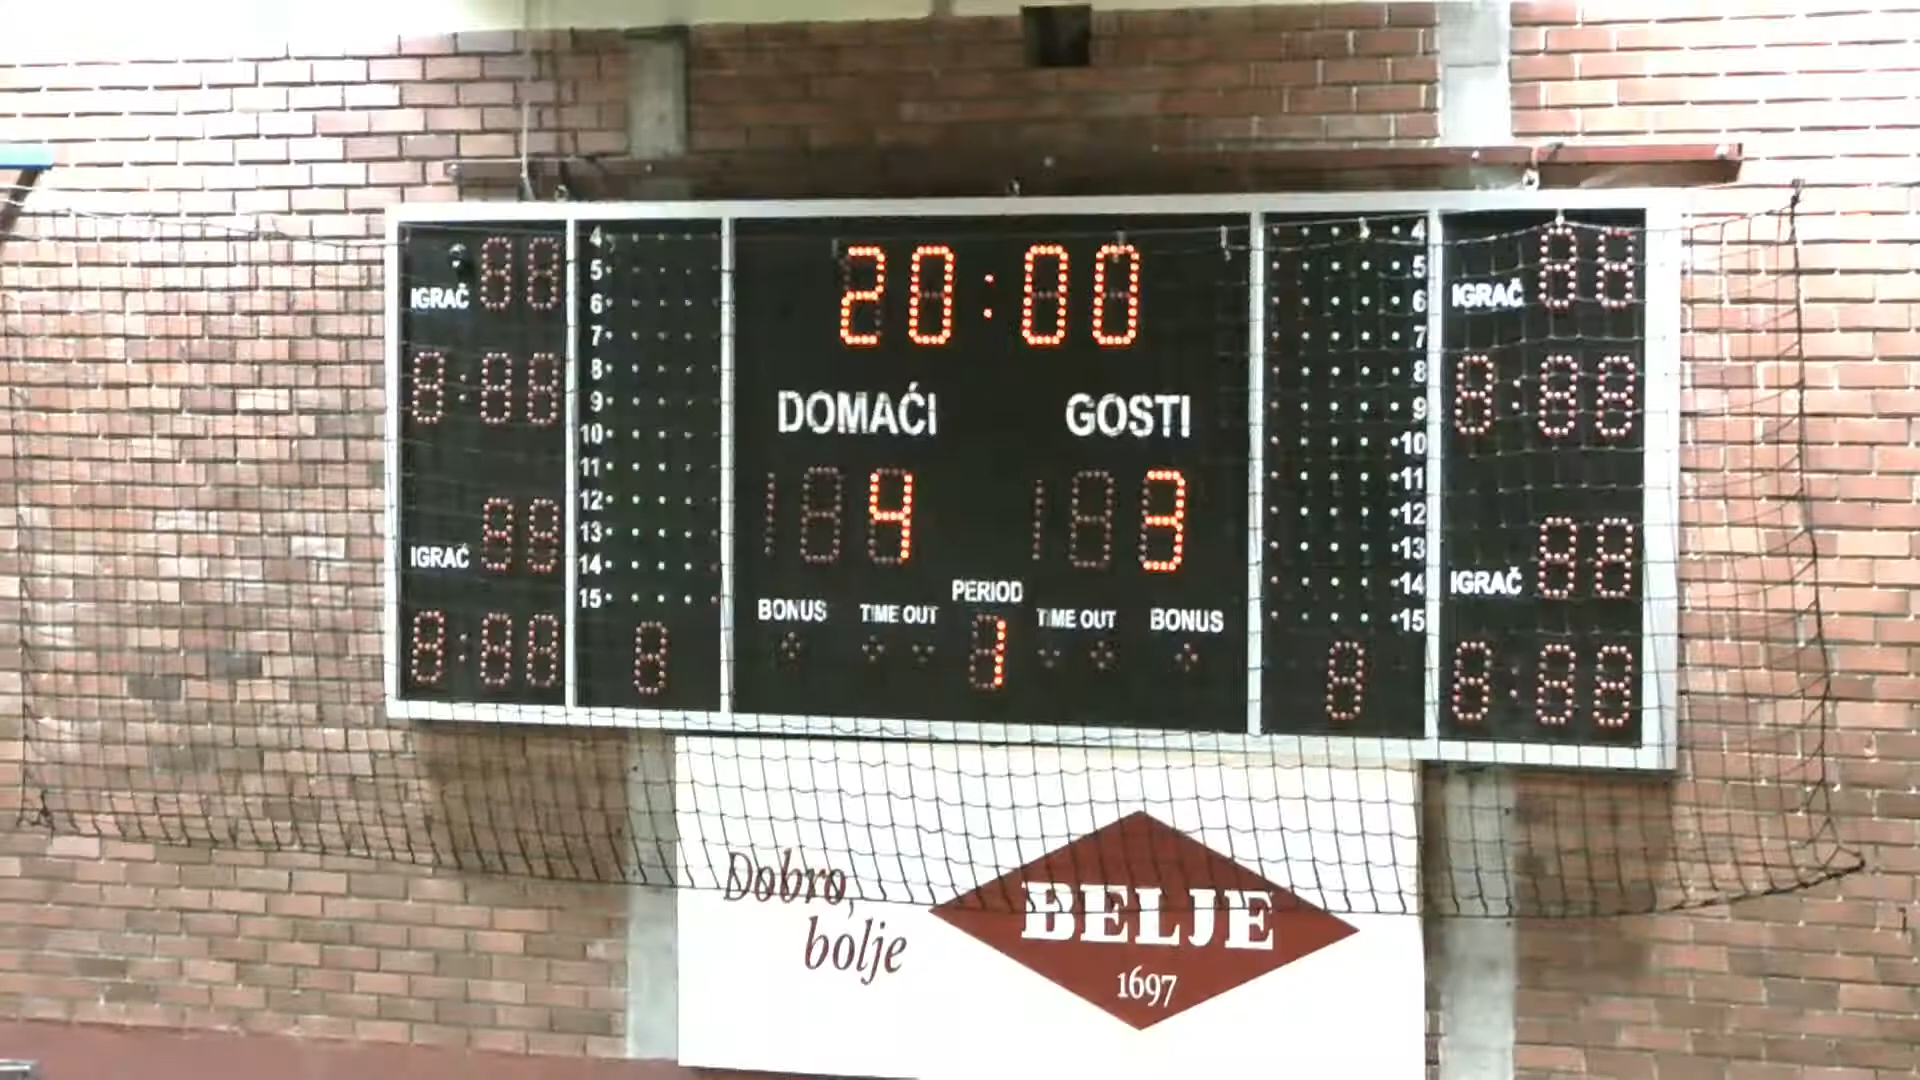 20:00
DOMAĆI GOSTI
4 3
PERIOD
BONUS TIME OUT 1 TIME OUT BONUS
IGRAČ
IGRAČ
4
5
6
7
8
9
10
11
12
13
14
15
4
5
6
7
8
9
10
11
12
13
14
15
IGRAČ
IGRAČ
Dobro,
bolje
BELJE
1697